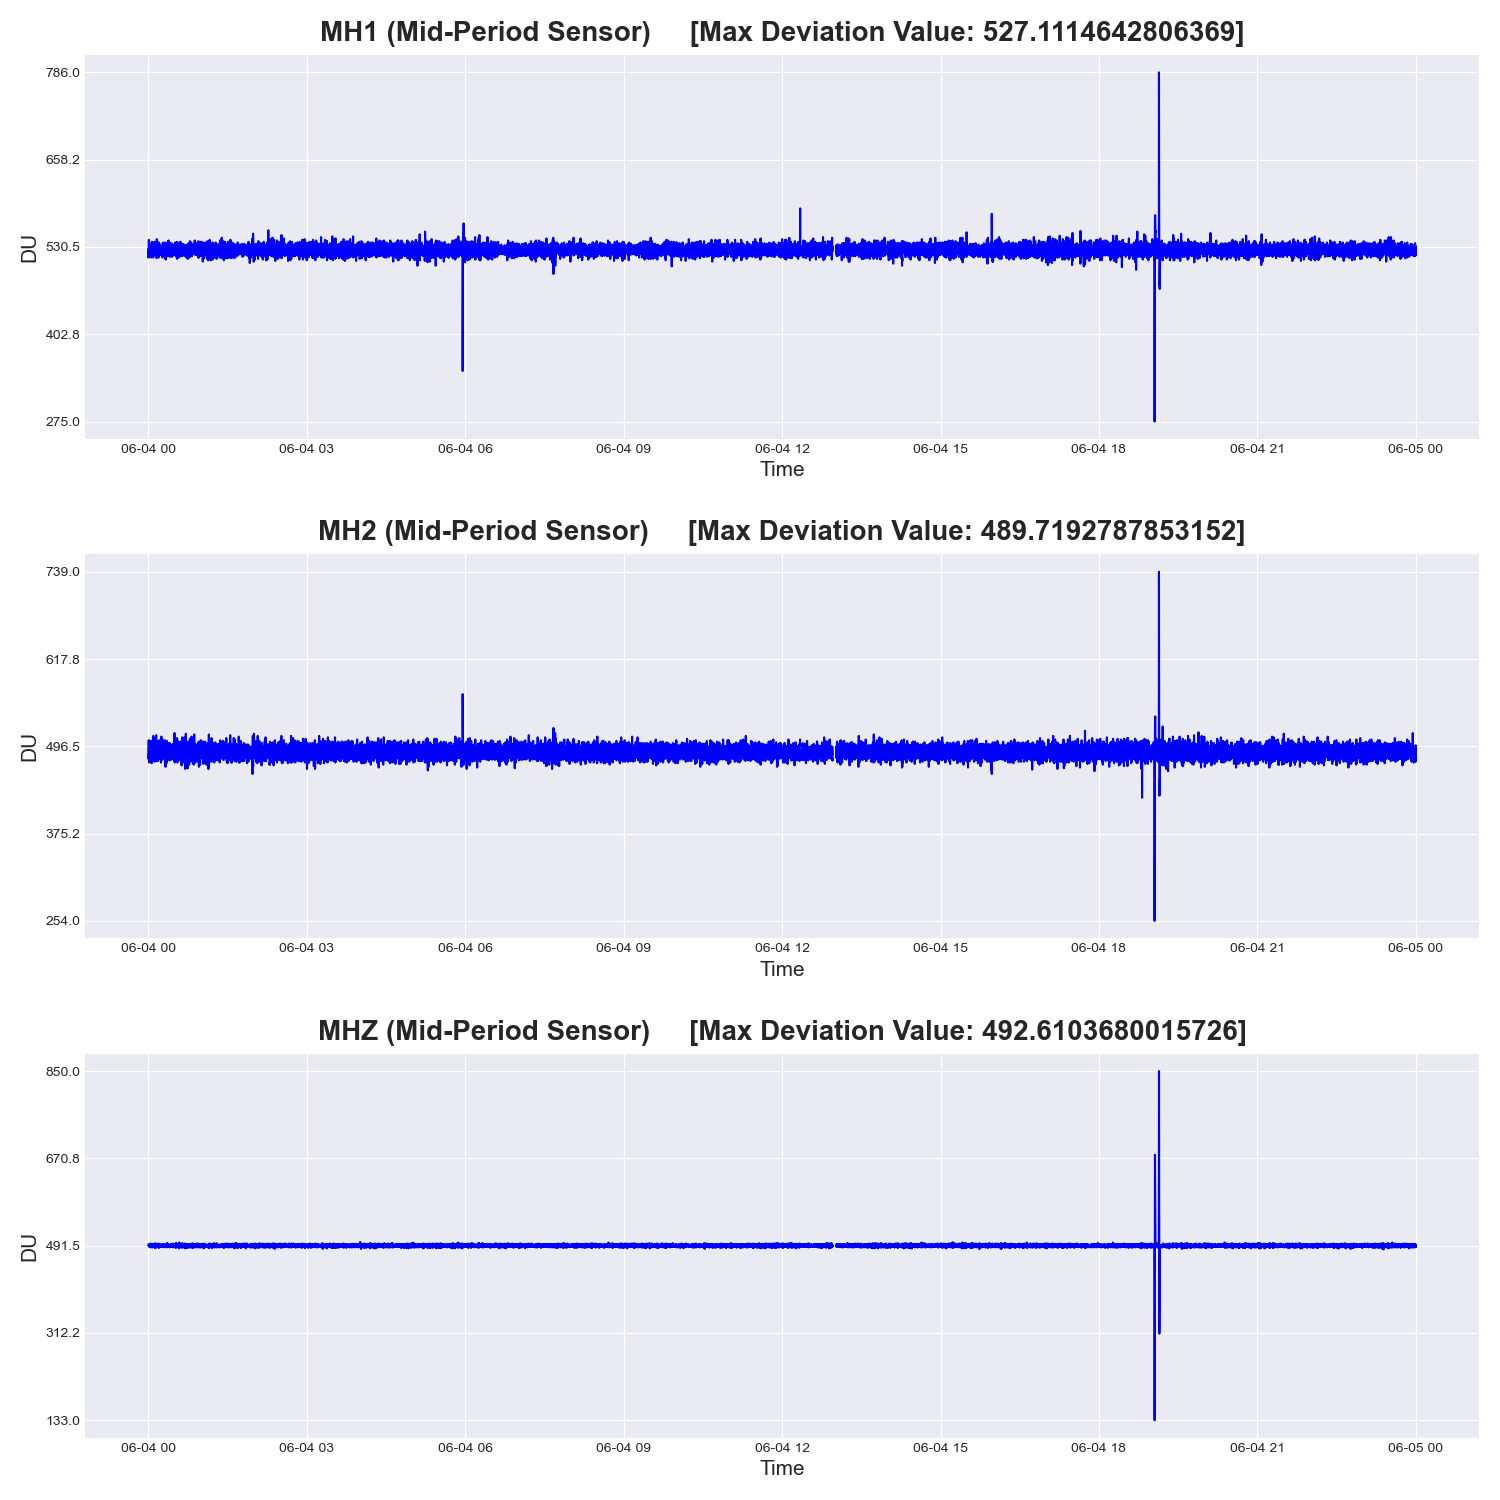 MH1 (Mid-Period Sensor) [Max Deviation Value: 527.1114642806369]
786.0
658.2
530.5
402.8
275.0
DU
06-04 00 06-04 03 06-04 06 06-04 09 06-04 12 06-04 15 06-04 18 06-04 21 06-05 00
Time
MH2 (Mid-Period Sensor) [Max Deviation Value: 489.7192787853152]
739.0
617.8
496.5
375.2
254.0
DU
06-04 00 06-04 03 06-04 06 06-04 09 06-04 12 06-04 15 06-04 18 06-04 21 06-05 00
Time
MHZ (Mid-Period Sensor) [Max Deviation Value: 492.6103680015726]
850.0
670.8
491.5
312.2
133.0
DU
06-04 00 06-04 03 06-04 06 06-04 09 06-04 12 06-04 15 06-04 18 06-04 21 06-05 00
Time